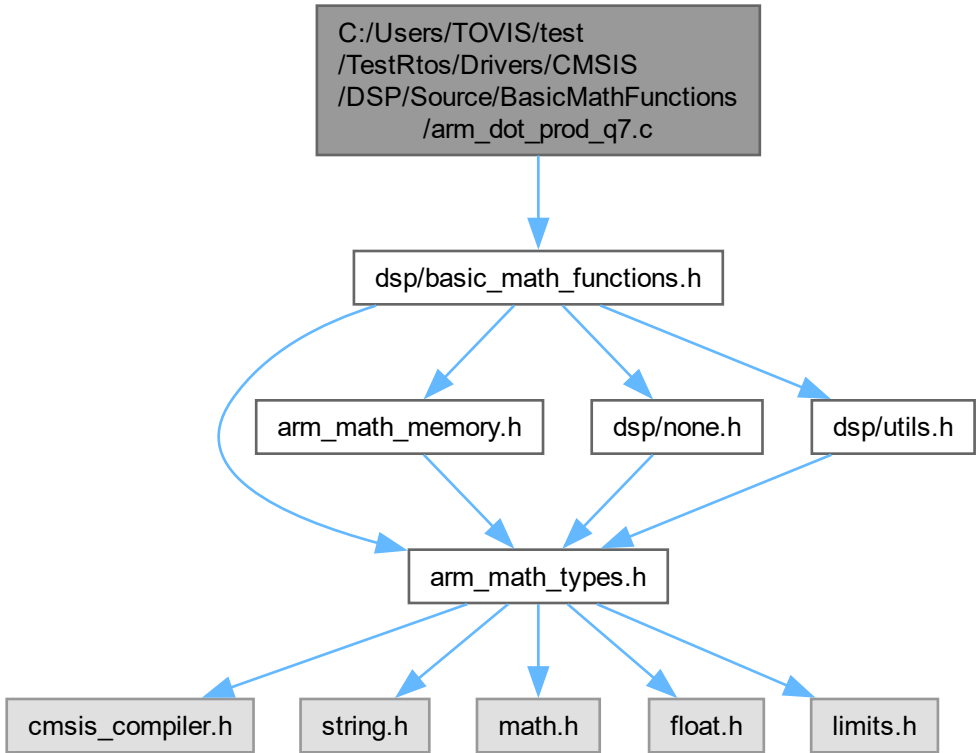 C:/Users/TOVIS/test
/TestRtos/Drivers/CMSIS
/DSP/Source/BasicMathFunctions
/arm_dot_prod_q7.c
dsp/basic_math_functions.h
arm_math_memory.h
dsp/none.h
dsp/utils.h
arm_math_types.h
cmsis_compiler.h
string.h
math.h
float.h
limits.h